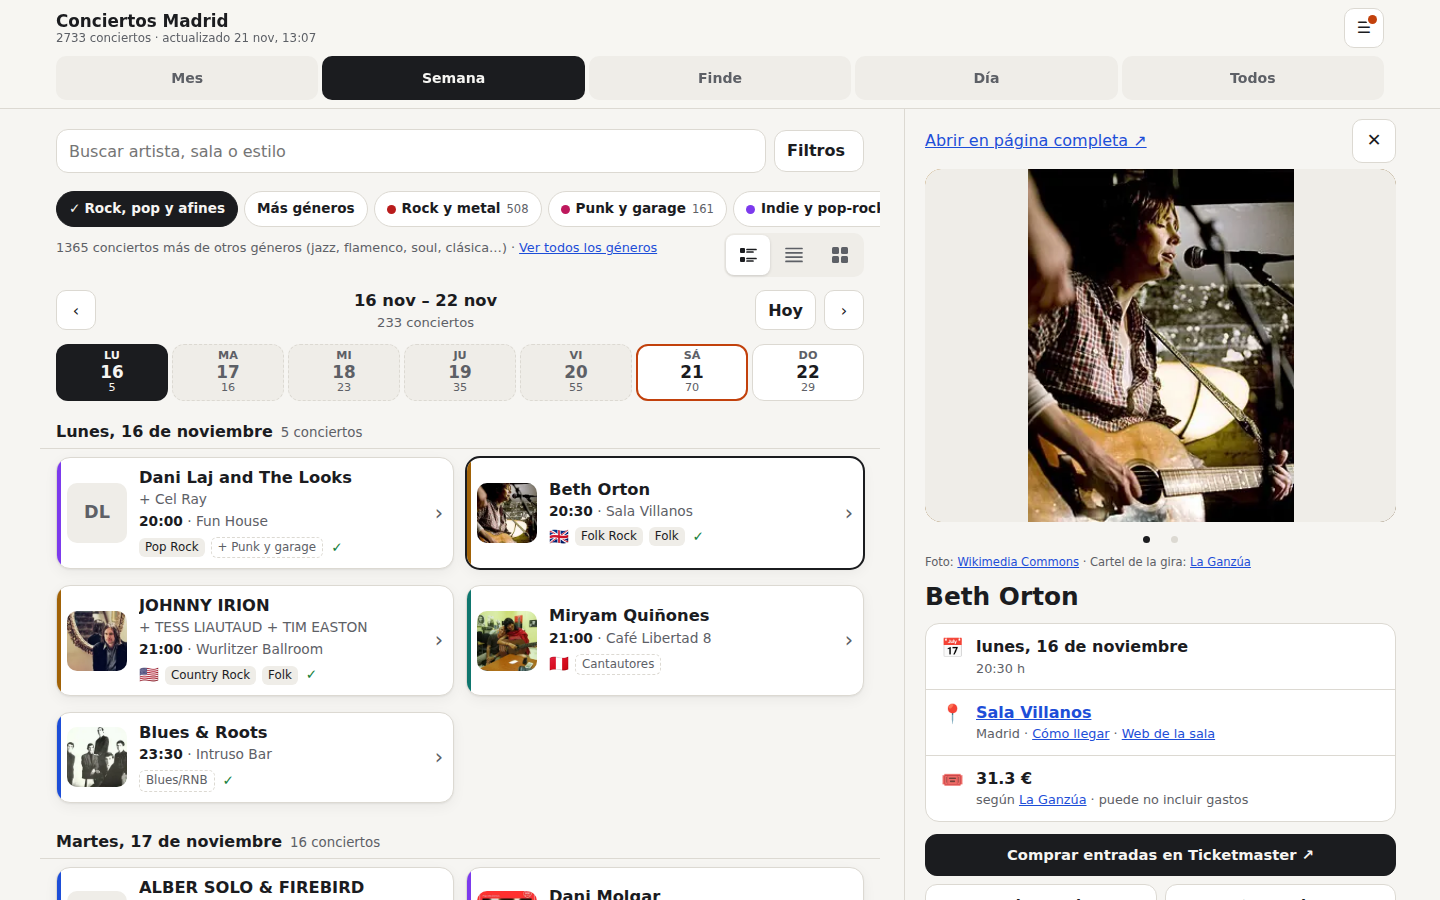 Conciertos Madrid
2733 conciertos · actualizado 21 nov, 13:07
☰
Mes
Semana
Finde
Día
Todos
Buscar artista, sala o estilo
Filtros
✓ Rock, pop y afines
Más géneros
Rock y metal 508
Punk y garage 161
Indie y pop-rock
1365 conciertos más de otros géneros (jazz, flamenco, soul, clásica…) · Ver todos los géneros
‹
16 nov – 22 nov
233 conciertos
Hoy
›
LU
16
5
MA
17
16
MI
18
23
JU
19
35
VI
20
55
SÁ
21
70
DO
22
29
Lunes, 16 de noviembre 5 conciertos
DL
Dani Laj and The Looks
+ Cel Ray
20:00 · Fun House
Pop Rock + Punk y garage ✓
›
Beth Orton
20:30 · Sala Villanos
Folk Rock Folk ✓
›
JOHNNY IRION
+ TESS LIAUTAUD + TIM EASTON
21:00 · Wurlitzer Ballroom
Country Rock Folk ✓
›
Miryam Quiñones
21:00 · Café Libertad 8
Cantautores
›
Blues & Roots
23:30 · Intruso Bar
Blues/RNB ✓
›
Martes, 17 de noviembre 16 conciertos
ALBER SOLO & FIREBIRD
Dani Molgar
Abrir en página completa ↗
✕
Foto: Wikimedia Commons · Cartel de la gira: La Ganzúa
Beth Orton
lunes, 16 de noviembre
20:30 h
Sala Villanos
Madrid · Cómo llegar · Web de la sala
31.3 €
según La Ganzúa · puede no incluir gastos
Comprar entradas en Ticketmaster ↗